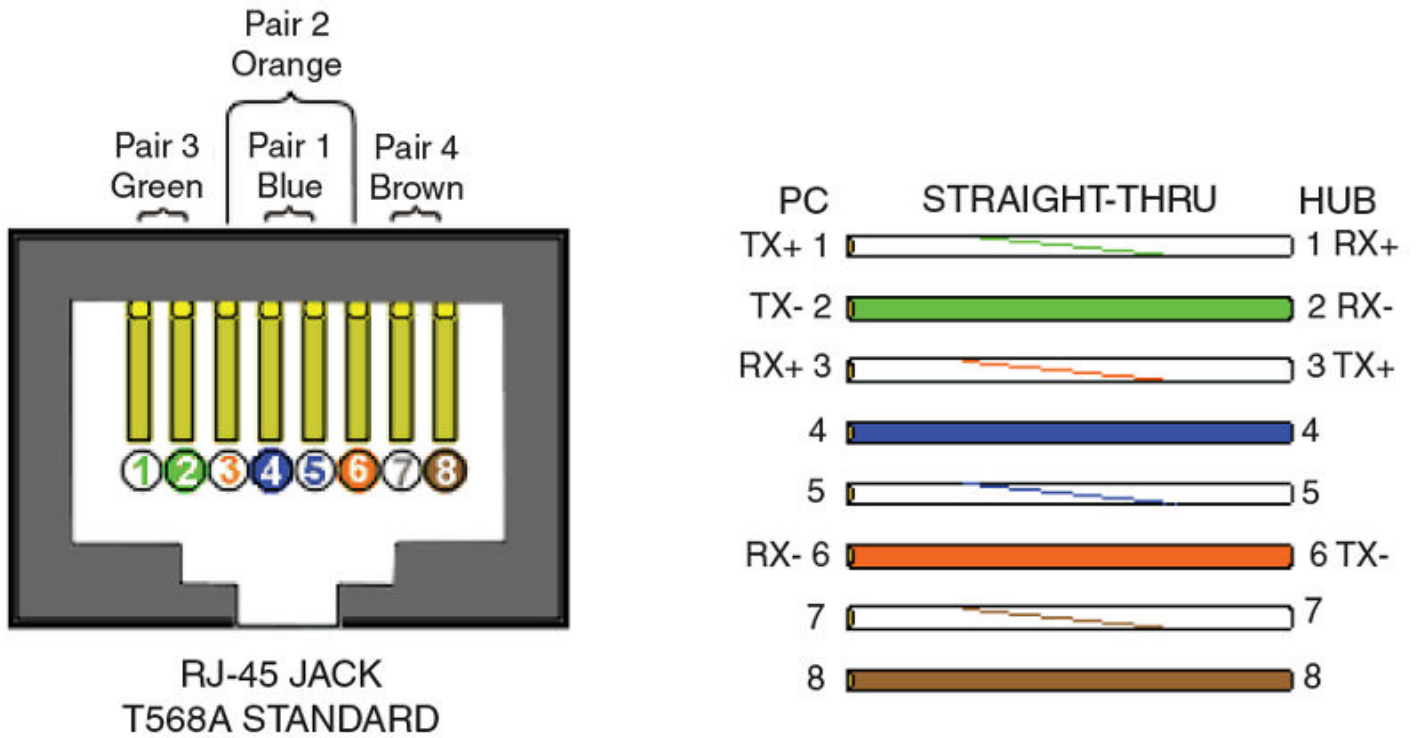 Pair 2
Orange
Pair 3 Pair 1 Pair 4
Green Blue Brown
1 2 3 4 5 6 7 8
RJ-45 JACK
T568A STANDARD
PC STRAIGHT-THRU HUB
TX+ 1 1 RX+
TX- 2 2 RX-
RX+ 3 3 TX+
4 4
5 5
RX- 6 6 TX-
7 7
8 8